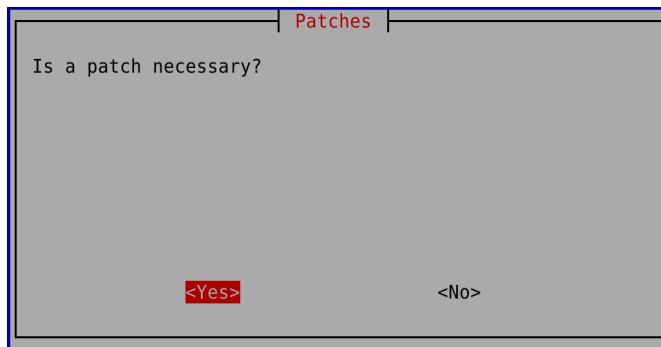 Patches
Is a patch necessary?
<Yes> <No>